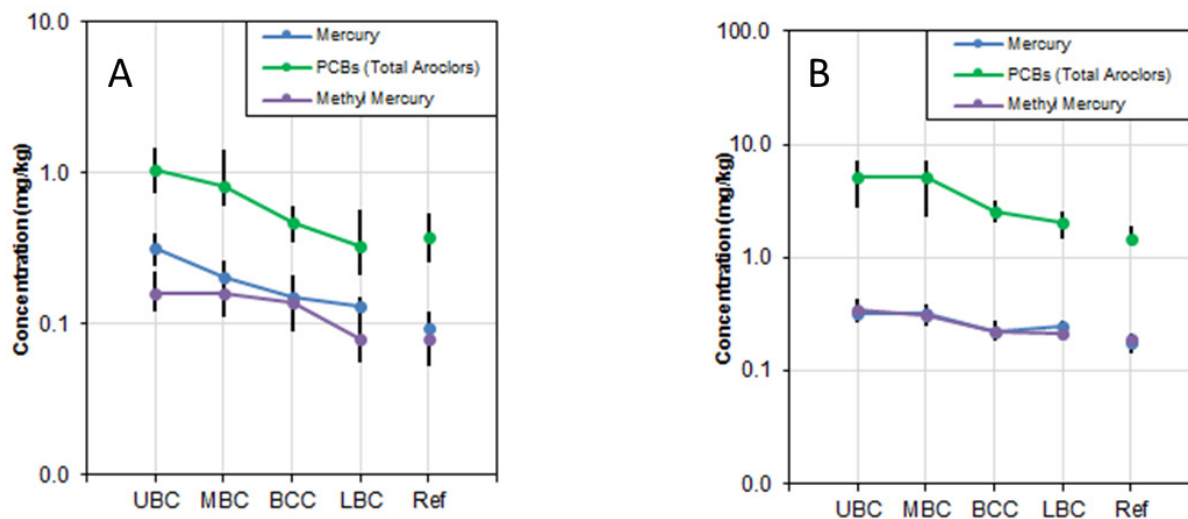 A
Mercury
PCBs (Total Aroclors)
Methyl Mercury
Concentration (mg/kg)
10.0
1.0
0.1
0.0
UBC MBC BCC LBC Ref
B
Mercury
PCBs (Total Aroclors)
Methyl Mercury
Concentration (mg/kg)
100.0
10.0
1.0
0.1
0.0
UBC MBC BCC LBC Ref